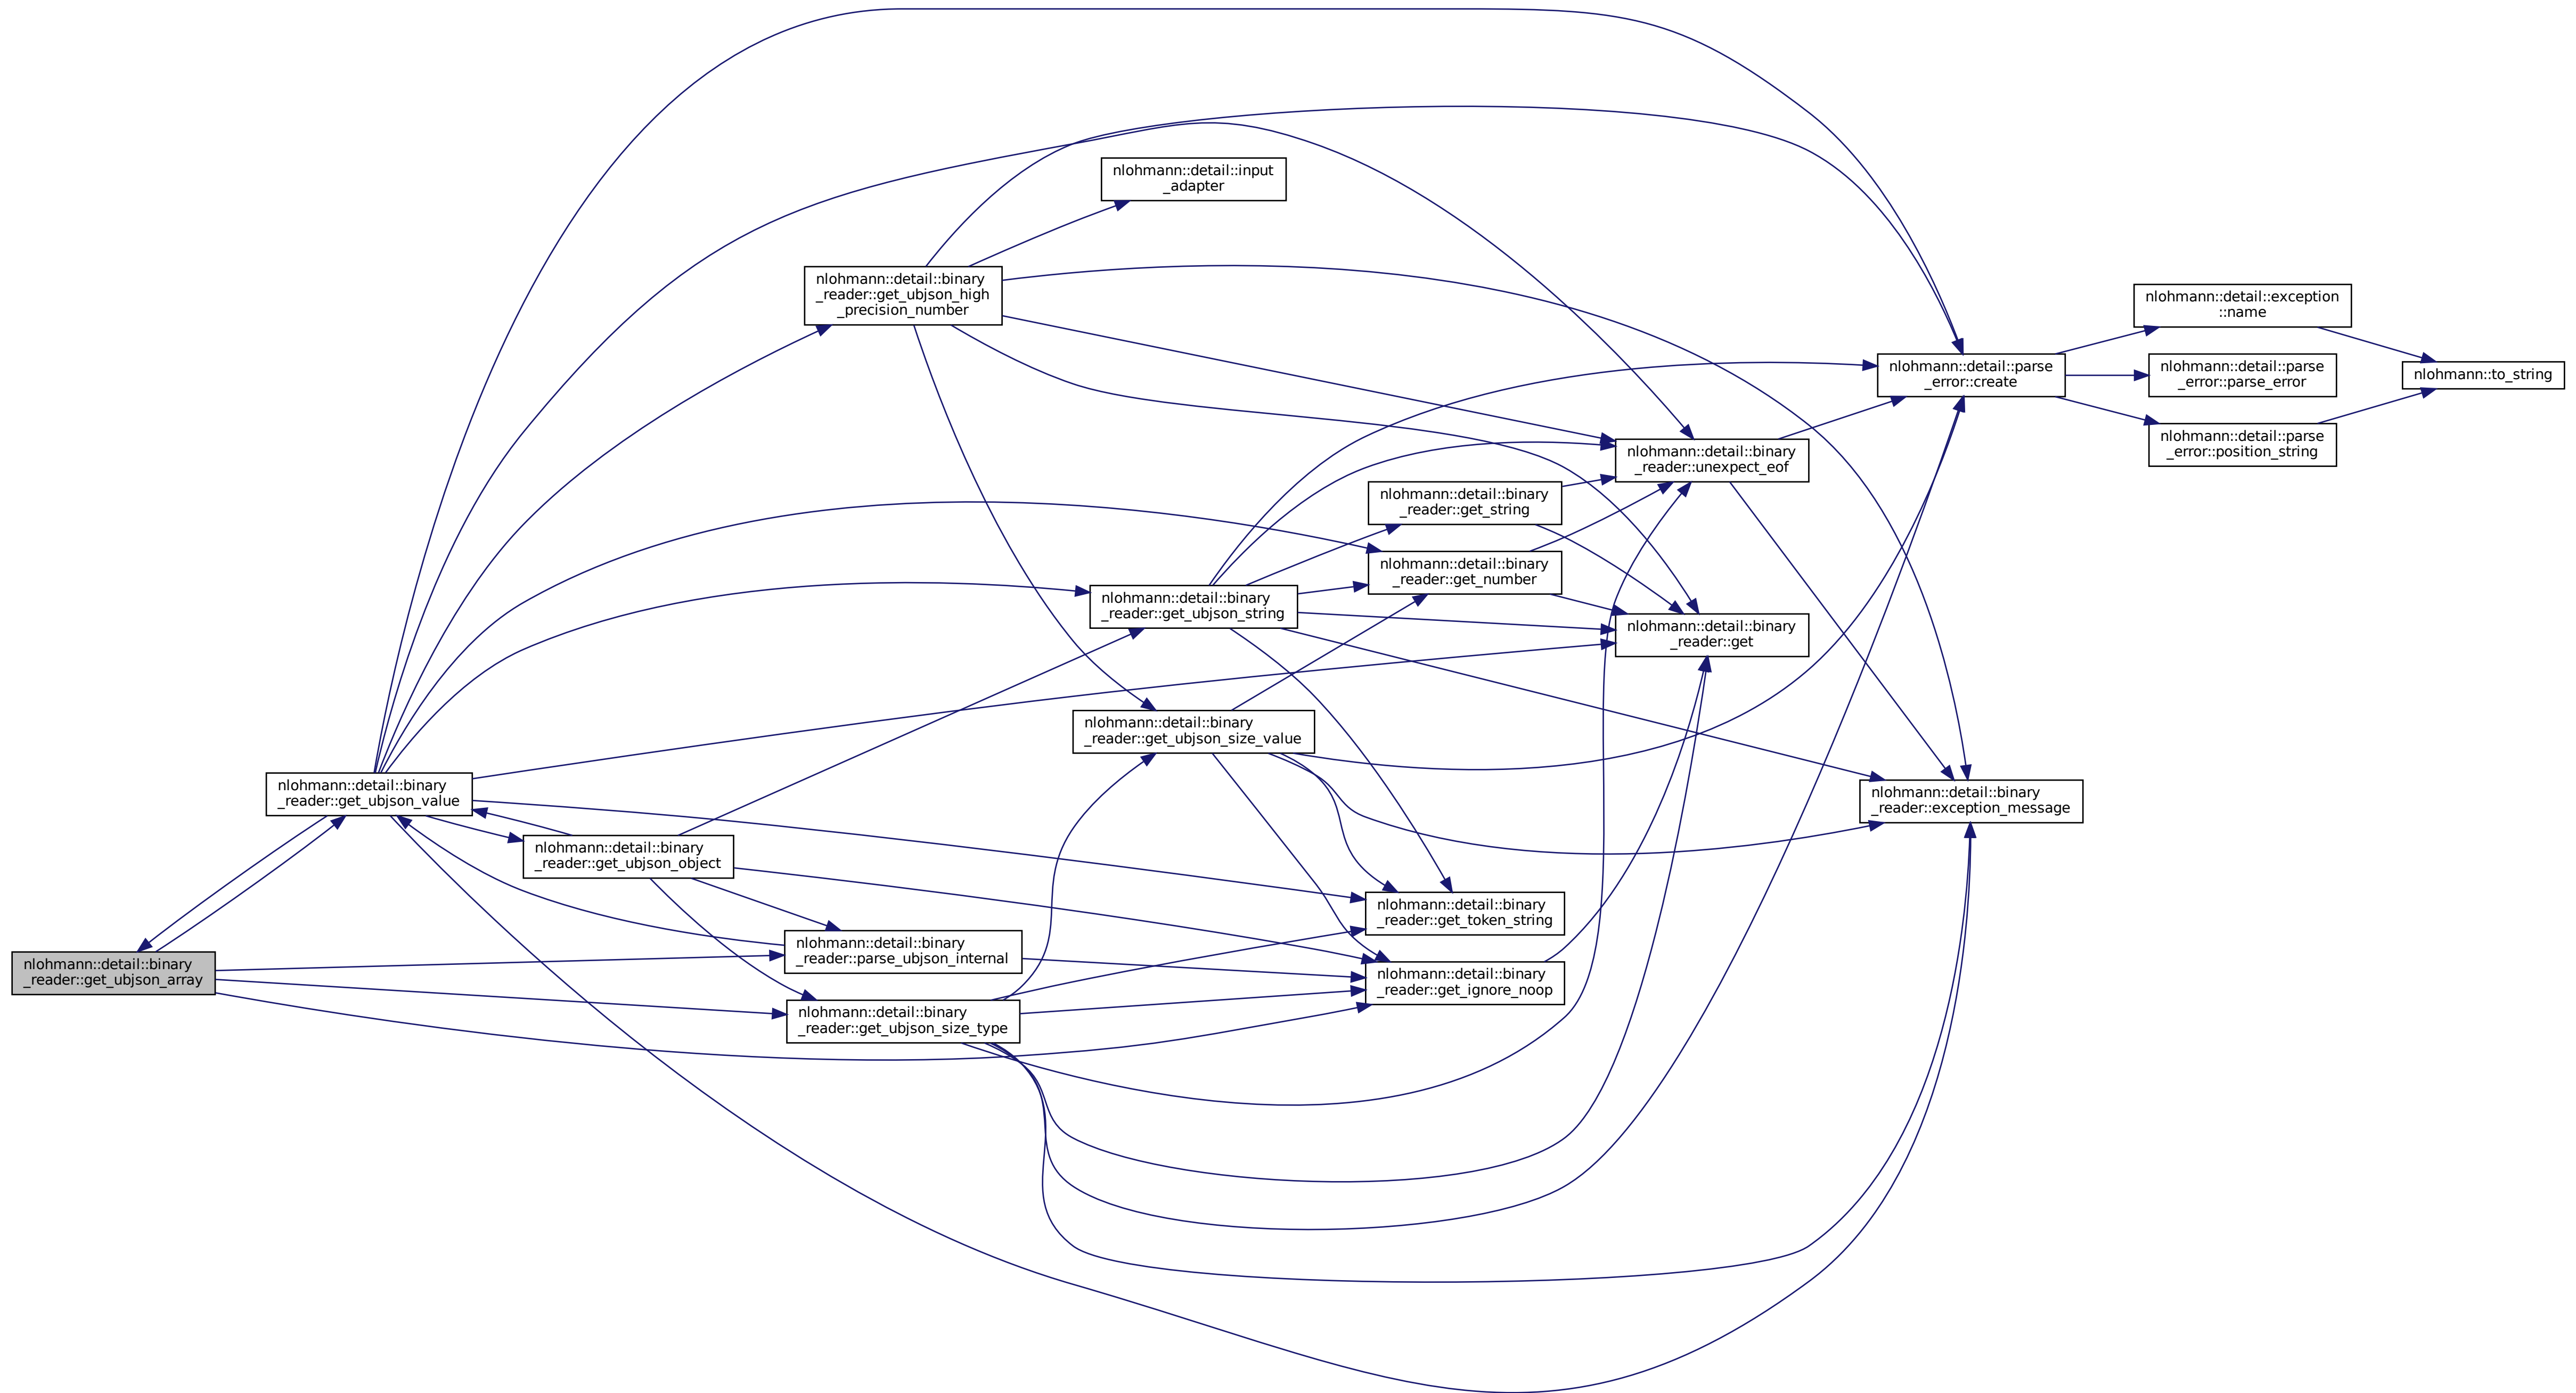 nlohmann::detail::input
_adapter
nlohmann::detail::binary
_reader::get_ubjson_high
_precision_number
nlohmann::detail::exception
::name
nlohmann::detail::parse
_error::create
nlohmann::detail::parse
_error::parse_error
nlohmann::to_string
nlohmann::detail::parse
_error::position_string
nlohmann::detail::binary
_reader::unexpect_eof
nlohmann::detail::binary
_reader::get_string
nlohmann::detail::binary
_reader::get_number
nlohmann::detail::binary
_reader::get_ubjson_string
nlohmann::detail::binary
_reader::get
nlohmann::detail::binary
_reader::get_ubjson_size_value
nlohmann::detail::binary
_reader::get_ubjson_value
nlohmann::detail::binary
_reader::exception_message
nlohmann::detail::binary
_reader::get_ubjson_object
nlohmann::detail::binary
_reader::get_token_string
nlohmann::detail::binary
_reader::parse_ubjson_internal
nlohmann::detail::binary
_reader::get_ubjson_array
nlohmann::detail::binary
_reader::get_ignore_noop
nlohmann::detail::binary
_reader::get_ubjson_size_type